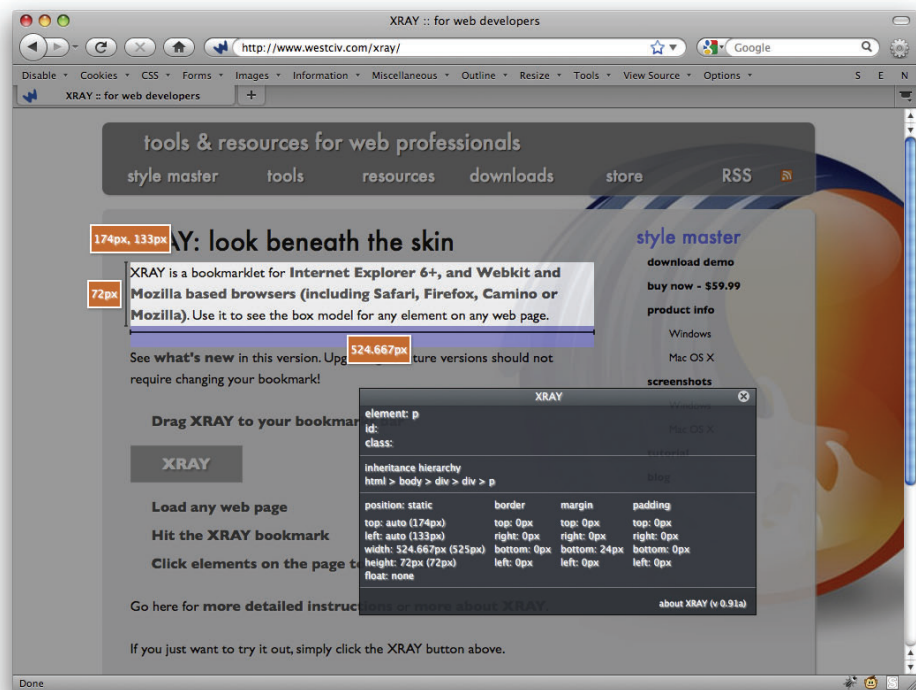 XRAY :: for web developers
http://www.westciv.com/xray/
Google
Disable Cookies CSS Forms Images Information Miscellaneous Outline Resize Tools View Source Options S E N
XRAY :: for web developers
tools & resources for web professionals
style master tools resources downloads store RSS
174px, 133px
AY: look beneath the skin
72px
XRAY is a bookmarklet for Internet Explorer 6+, and Webkit and
Mozilla based browsers (including Safari, Firefox, Camino or
Mozilla). Use it to see the box model for any element on any web page.
524.667px
See what's new in this version. Upg ture versions should not
require changing your bookmark!
Drag XRAY to your bookmar
XRAY
Load any web page
Hit the XRAY bookmark
Click elements on the page t
Go here for more detailed instructions or more about XRAY.
If you just want to try it out, simply click the XRAY button above.
style master
download demo
buy now - $59.99
product info
Windows
Mac OS X
screenshots
Windows
Mac OS X
tutorial
blog
XRAY
element: p
id:
class:
inheritance hierarchy
html > body > div > div > p
position: static border margin padding
top: auto (174px) top: 0px top: 0px top: 0px
left: auto (133px) right: 0px right: 0px right: 0px
width: 524.667px (525px) bottom: 0px bottom: 24px bottom: 0px
height: 72px (72px) left: 0px left: 0px left: 0px
float: none
about XRAY (v 0.91a)
Done